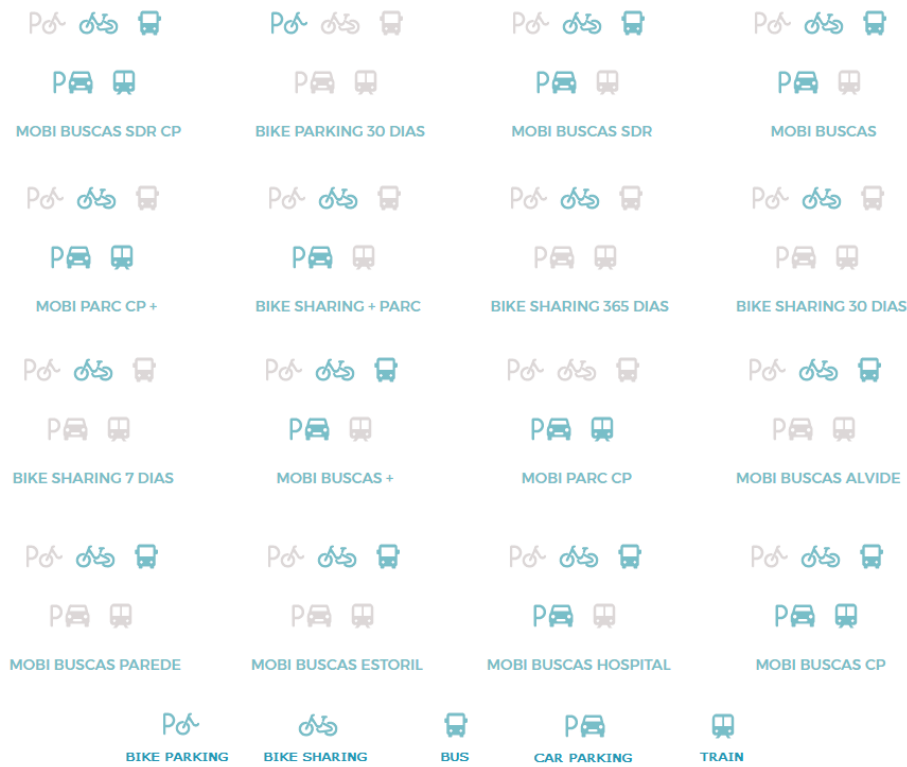 MOBI BUSCAS SDR CP
BIKE PARKING 30 DIAS
MOBI BUSCAS SDR
MOBI BUSCAS
MOBI PARC CP +
BIKE SHARING + PARC
BIKE SHARING 365 DIAS
BIKE SHARING 30 DIAS
BIKE SHARING 7 DIAS
MOBI BUSCAS +
MOBI PARC CP
MOBI BUSCAS ALVIDE
MOBI BUSCAS PAREDE
MOBI BUSCAS ESTORIL
MOBI BUSCAS HOSPITAL
MOBI BUSCAS CP
BIKE PARKING
BIKE SHARING
BUS
CAR PARKING
TRAIN